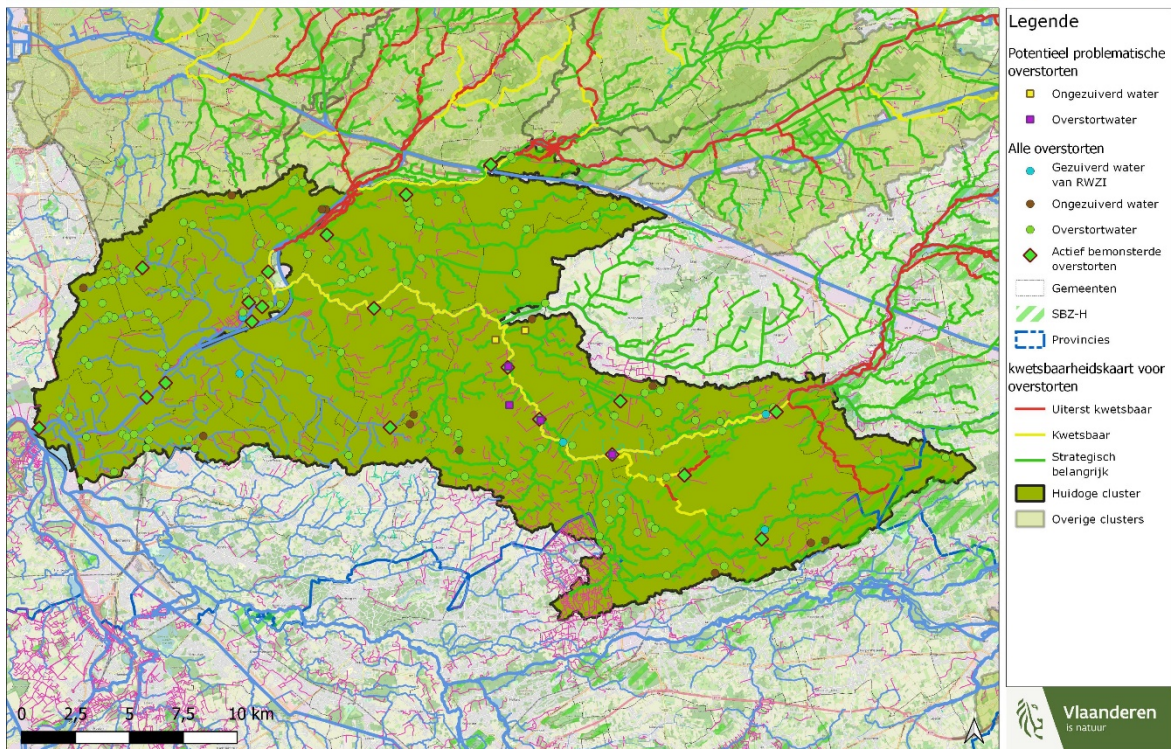 Legende
Potentieel problematische
overstorten
Ongezuiverd water
Overstortwater
Alle overstorten
Gezuiverd water
van RWZI
Ongezuiverd water
Overstortwater
Actief bemonsterde
overstorten
Gemeenten
SBZ-H
Provincies
kwetsbaarheidskaart voor
overstorten
Uiterst kwetsbaar
Kwetsbaar
Strategisch
belangrijk
Huidoge cluster
Overige clusters
0 2,5 5 7,5 10 km
Vlaanderen
is natuur